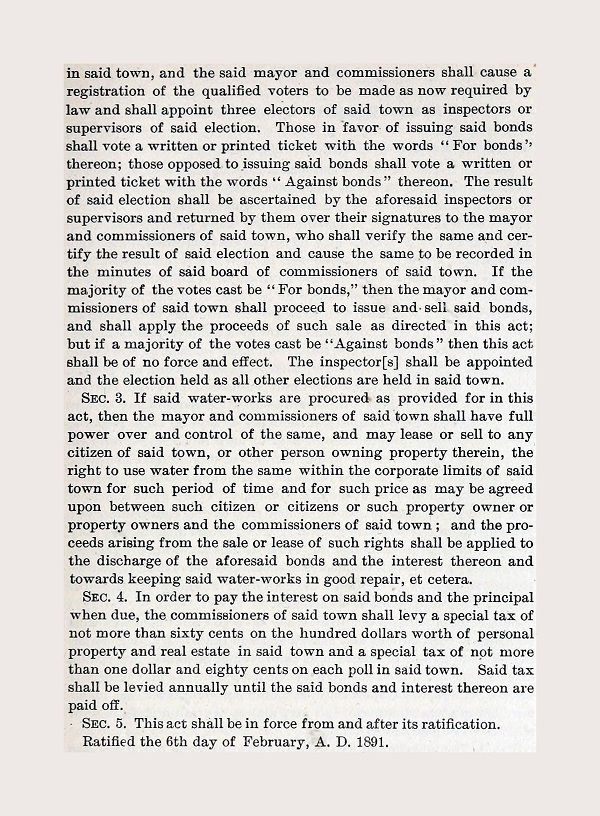 in said town, and the said mayor and commissioners shall cause a
registration of the qualified voters to be made as now required by
law and shall appoint three electors of said town as inspectors or
supervisors of said election. Those in favor of issuing said bonds
shall vote a written or printed ticket with the words “For bonds”
thereon; those opposed to issuing said bonds shall vote a written or
printed ticket with the words “Against bonds” thereon. The result
of said election shall be ascertained by the aforesaid inspectors or
supervisors and returned by them over their signatures to the mayor
and commissioners of said town, who shall verify the same and cer-
tify the result of said election and cause the same to be recorded in
the minutes of said board of commissioners of said town. If the
majority of the votes cast be “For bonds,” then the mayor and com-
missioners of said town shall proceed to issue and sell said bonds,
and shall apply the proceeds of such sale as directed in this act;
but if a majority of the votes cast be “Against bonds” then this act
shall be of no force and effect. The inspector[s] shall be appointed
and the election held as all other elections are held in said town.
SEC. 3. If said water-works are procured as provided for in this
act, then the mayor and commissioners of said town shall have full
power over and control of the same, and may lease or sell to any
citizen of said town, or other person owning property therein, the
right to use water from the same within the corporate limits of said
town for such period of time and for such price as may be agreed
upon between such citizen or citizens or such property owner or
property owners and the commissioners of said town; and the pro-
ceeds arising from the sale or lease of such rights shall be applied to
the discharge of the aforesaid bonds and the interest thereon and
towards keeping said water-works in good repair, et cetera.
SEC. 4. In order to pay the interest on said bonds and the principal
when due, the commissioners of said town shall levy a special tax of
not more than sixty cents on the hundred dollars worth of personal
property and real estate in said town and a special tax of not more
than one dollar and eighty cents on each poll in said town. Said tax
shall be levied annually until the said bonds and interest thereon are
paid off.
SEC. 5. This act shall be in force from and after its ratification.
Ratified the 6th day of February, A. D. 1891.